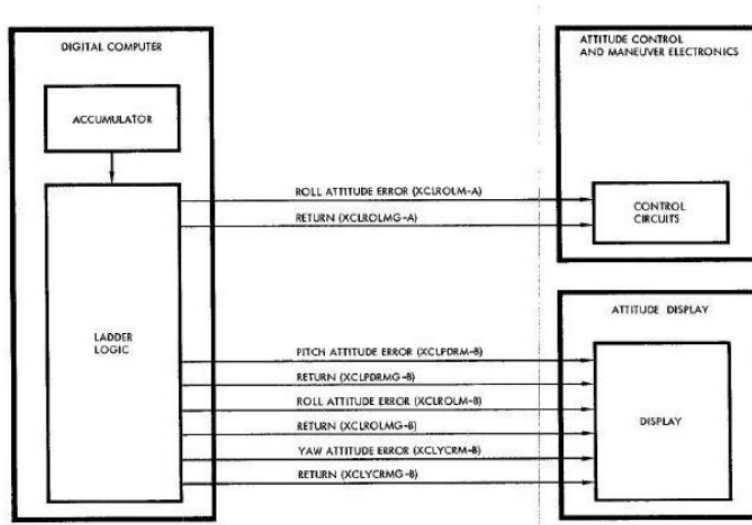 DIGITAL COMPUTER
ATTITUDE CONTROL
AND MANEUVER ELECTRONICS
ACCUMULATOR
ROLL ATTITUDE ERROR (XCLROLM-A)
RETURN (XCLROLMG-A)
CONTROL
CIRCUITS
ATTITUDE DISPLAY
LADDER
LOGIC
PITCH ATTITUDE ERROR (XCLPDRM-B)
RETURN (XCLPDRMG-B)
ROLL ATTITUDE ERROR (XCLROLM-B)
RETURN (XCLROLMG-B)
YAW ATTITUDE ERROR (XCLYCRM-B)
RETURN (XCLYCRMG-B)
DISPLAY